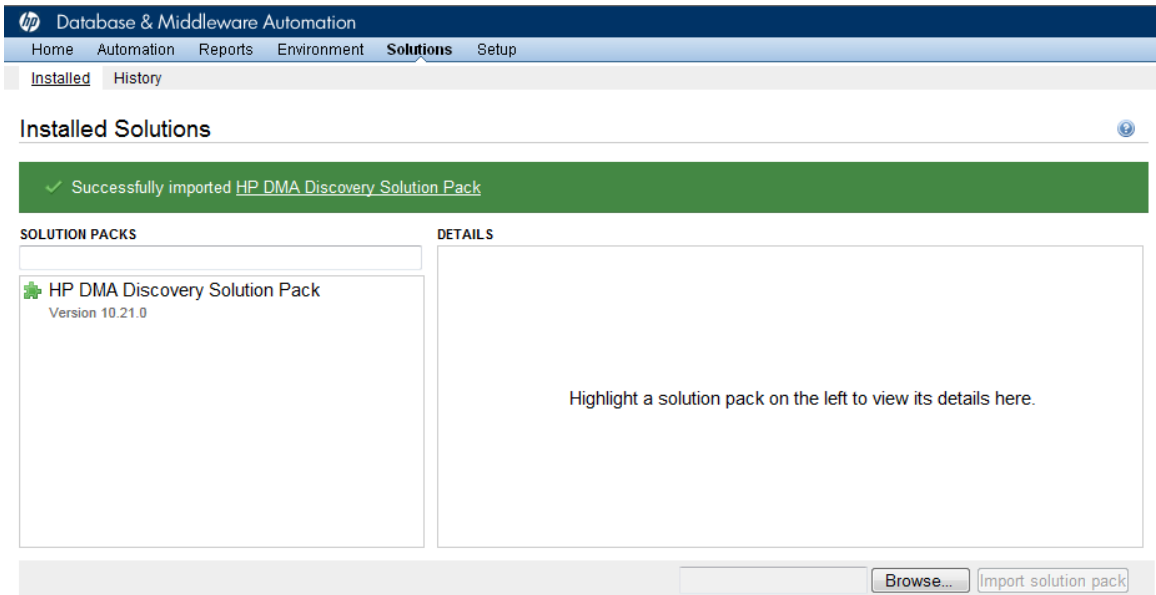 hp Database & Middleware Automation
Home Automation Reports Environment Solutions Setup
Installed History
Installed Solutions
?
Successfully imported HP DMA Discovery Solution Pack
SOLUTION PACKS DETAILS
HP DMA Discovery Solution Pack
Version 10.21.0
Highlight a solution pack on the left to view its details here.
Browse... Import solution pack